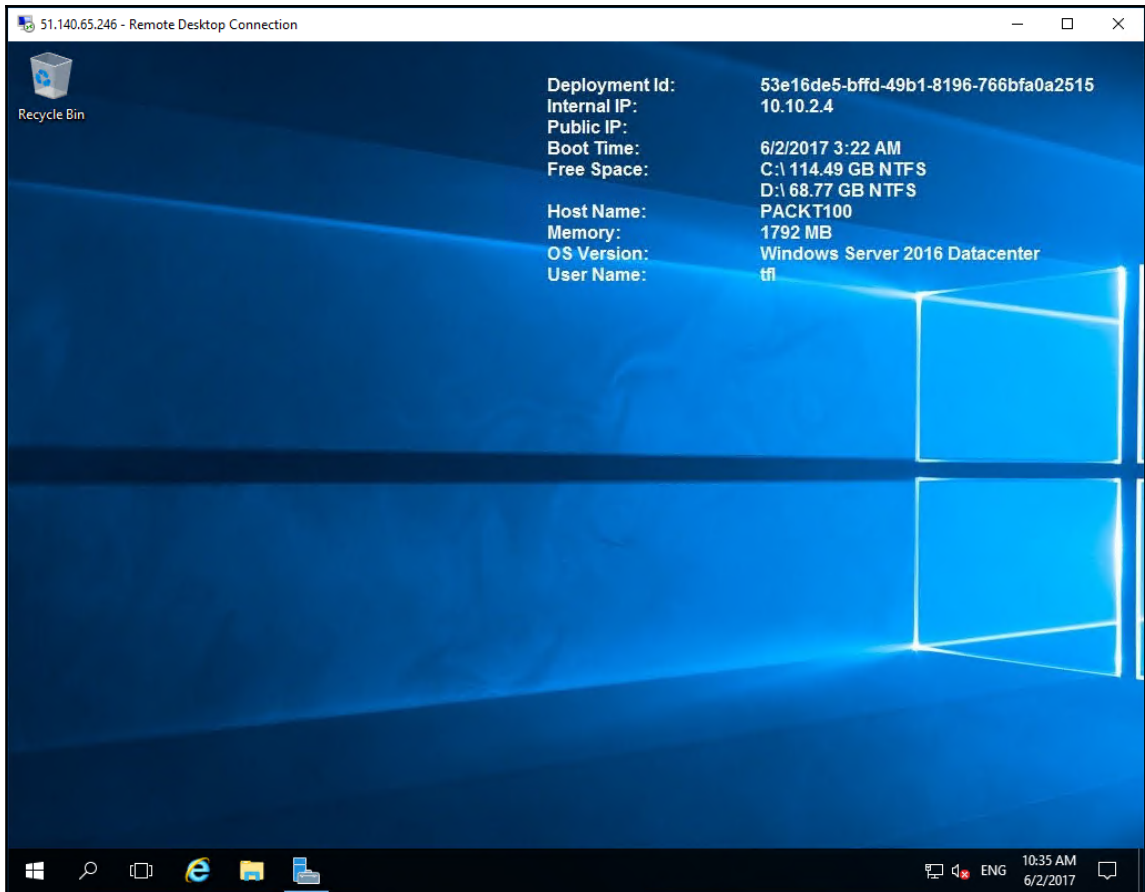 51.140.65.246 - Remote Desktop Connection
Recycle Bin
Deployment Id: 53e16de5-bffd-49b1-8196-766bfa0a2515
Internal IP: 10.10.2.4
Public IP:
Boot Time: 6/2/2017 3:22 AM
Free Space: C:\ 114.49 GB NTFS
D:\ 68.77 GB NTFS
Host Name: PACKT100
Memory: 1792 MB
OS Version: Windows Server 2016 Datacenter
User Name: tfl
ENG
10:35 AM
6/2/2017